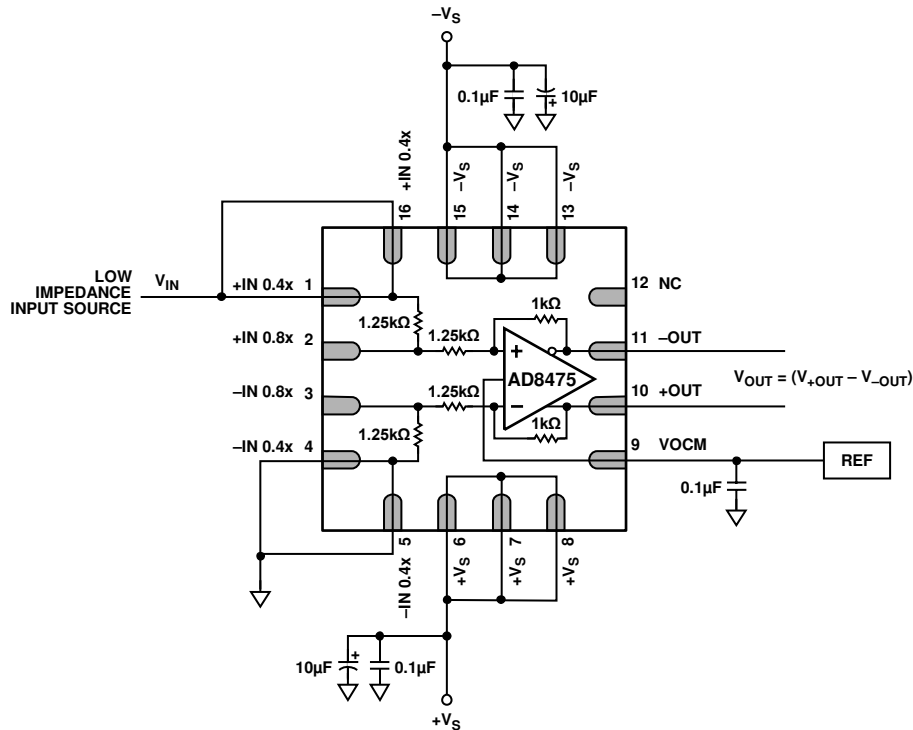 –VS
0.1µF
10µF
+IN 0.4x
–VS
–VS
–VS
16
15
14
13
LOW
IMPEDANCE
INPUT SOURCE
VIN
+IN 0.4x 1
12 NC
1.25kΩ
1kΩ
+IN 0.8x 2
1.25kΩ
11 –OUT
+
AD8475
VOUT = (V+OUT – V–OUT)
–IN 0.8x 3
1.25kΩ
–
10 +OUT
1.25kΩ
1kΩ
–IN 0.4x 4
9 VOCM
REF
0.1µF
5
6
7
8
–IN 0.4x
+VS
+VS
+VS
10µF
+
0.1µF
+VS